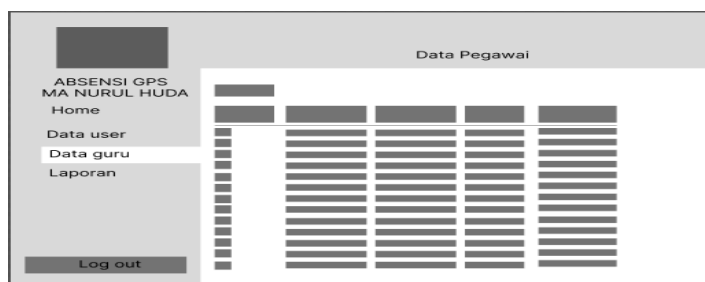 Data Pegawai
ABSENSI GPS
MA NURUL HUDA
Home
Data user
Data guru
Laporan
Log out